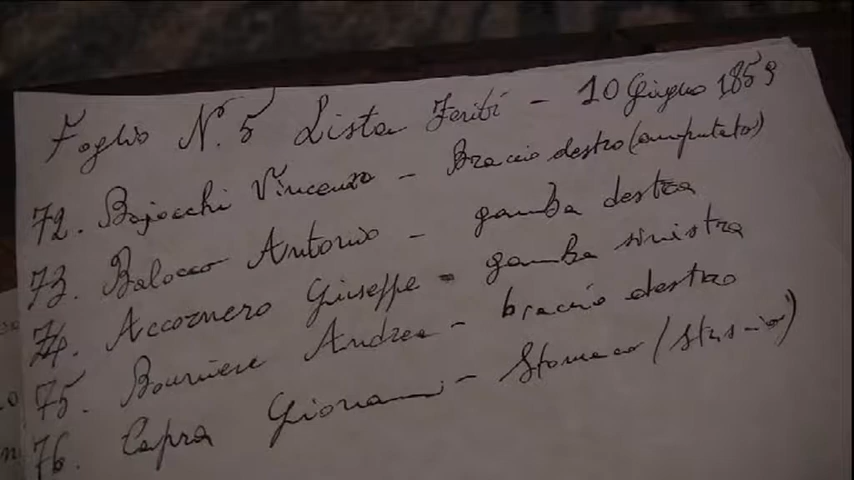 Foglio N. 5 Lista Feriti - 10 Giugno 1859
72. Bajocchi Vincenzo - Braccio destro (amputato)
73. Balocco Antonio - gamba destra
74. Accornero Giuseppe - gamba sinistra
75. Andrea - braccio destro
76. Capra Giovanni - Stomaco